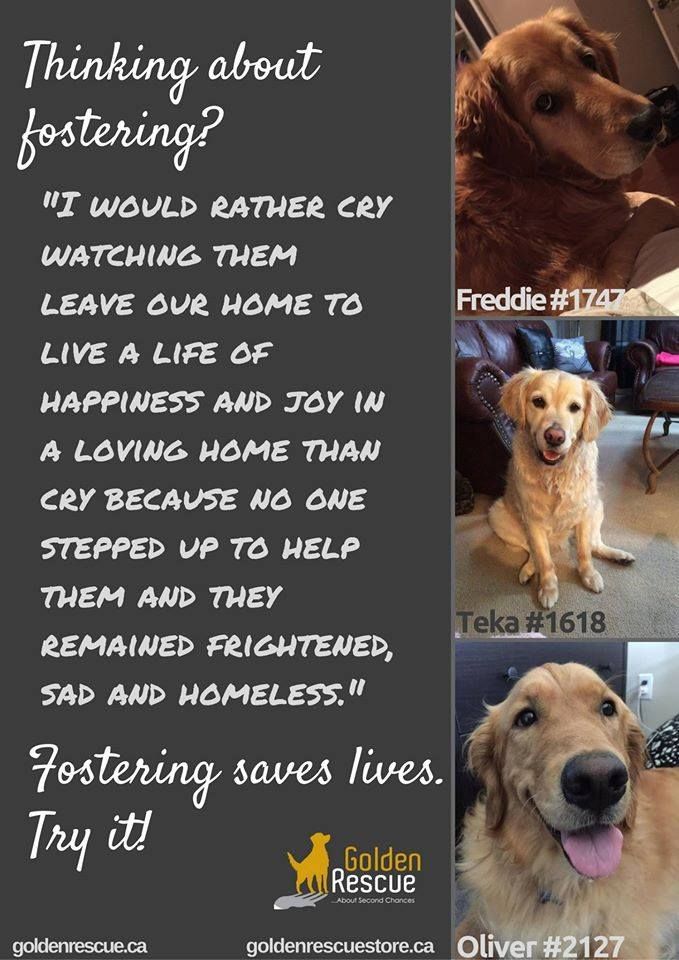 Thinking about
fostering?
"I WOULD RATHER CRY
WATCHING THEM
LEAVE OUR HOME TO
LIVE A LIFE OF
HAPPINESS AND JOY IN
A LOVING HOME THAN
CRY BECAUSE NO ONE
STEPPED UP TO HELP
THEM AND THEY
REMAINED FRIGHTENED,
SAD AND HOMELESS."
Fostering saves lives.
Try it!
Golden
Rescue
...About Second Chances
goldenrescue.ca
goldenrescuestore.ca
Freddie #1747
Teka #1618
Oliver #2127